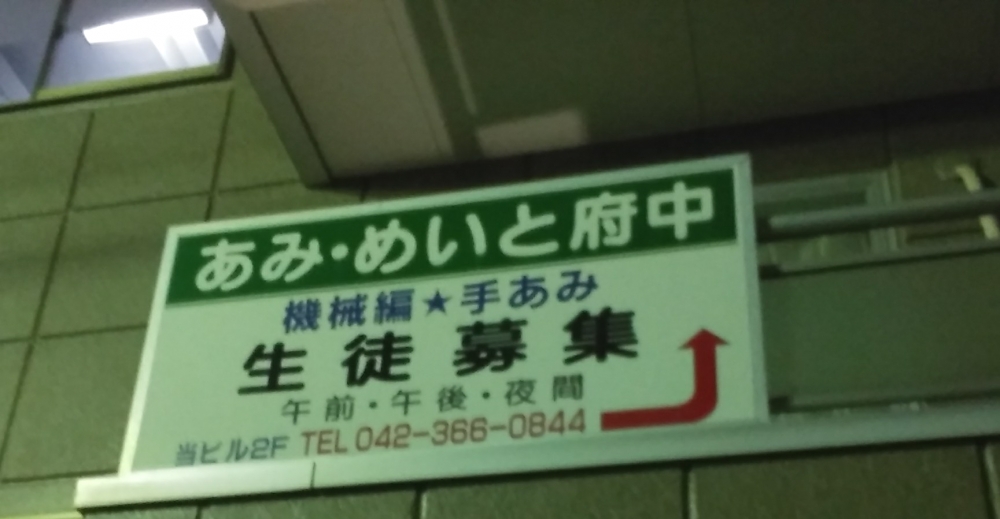 あみ・めいと府中
機械編★手あみ
生徒募集
午前・午後・夜間
当ビル2F TEL 042-366-0844